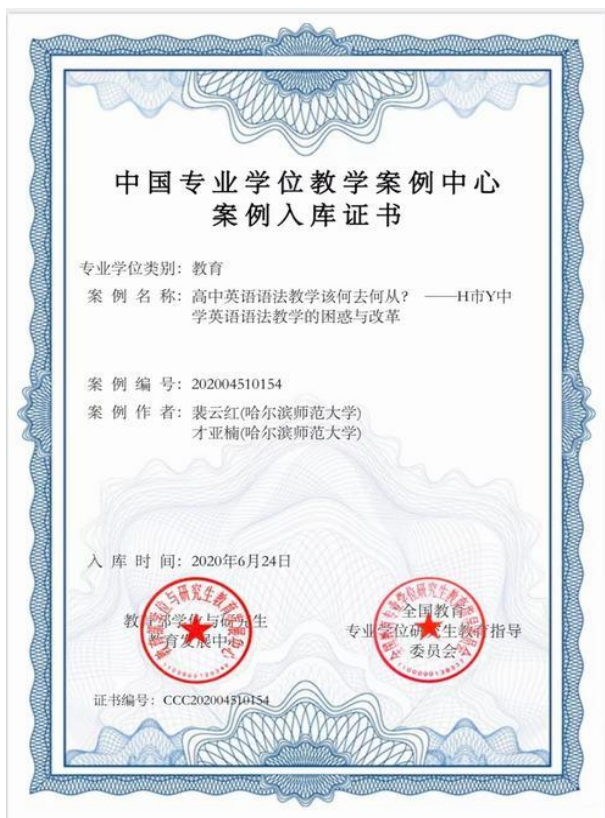 中国专业学位教学案例中心
案例入库证书
专业学位类别：教育
案例名称：高中英语语法教学该何去何从？ ——H市Y中
学英语语法教学的困惑与改革
案例编号：202004510154
案例作者：裴云红(哈尔滨师范大学)
才亚楠(哈尔滨师范大学)
入库时间：2020年6月24日
教育部学位与研究生
教育发展中心
全国教育
专业学位研究生教育指导
委员会
证书编号：CCC202004510154